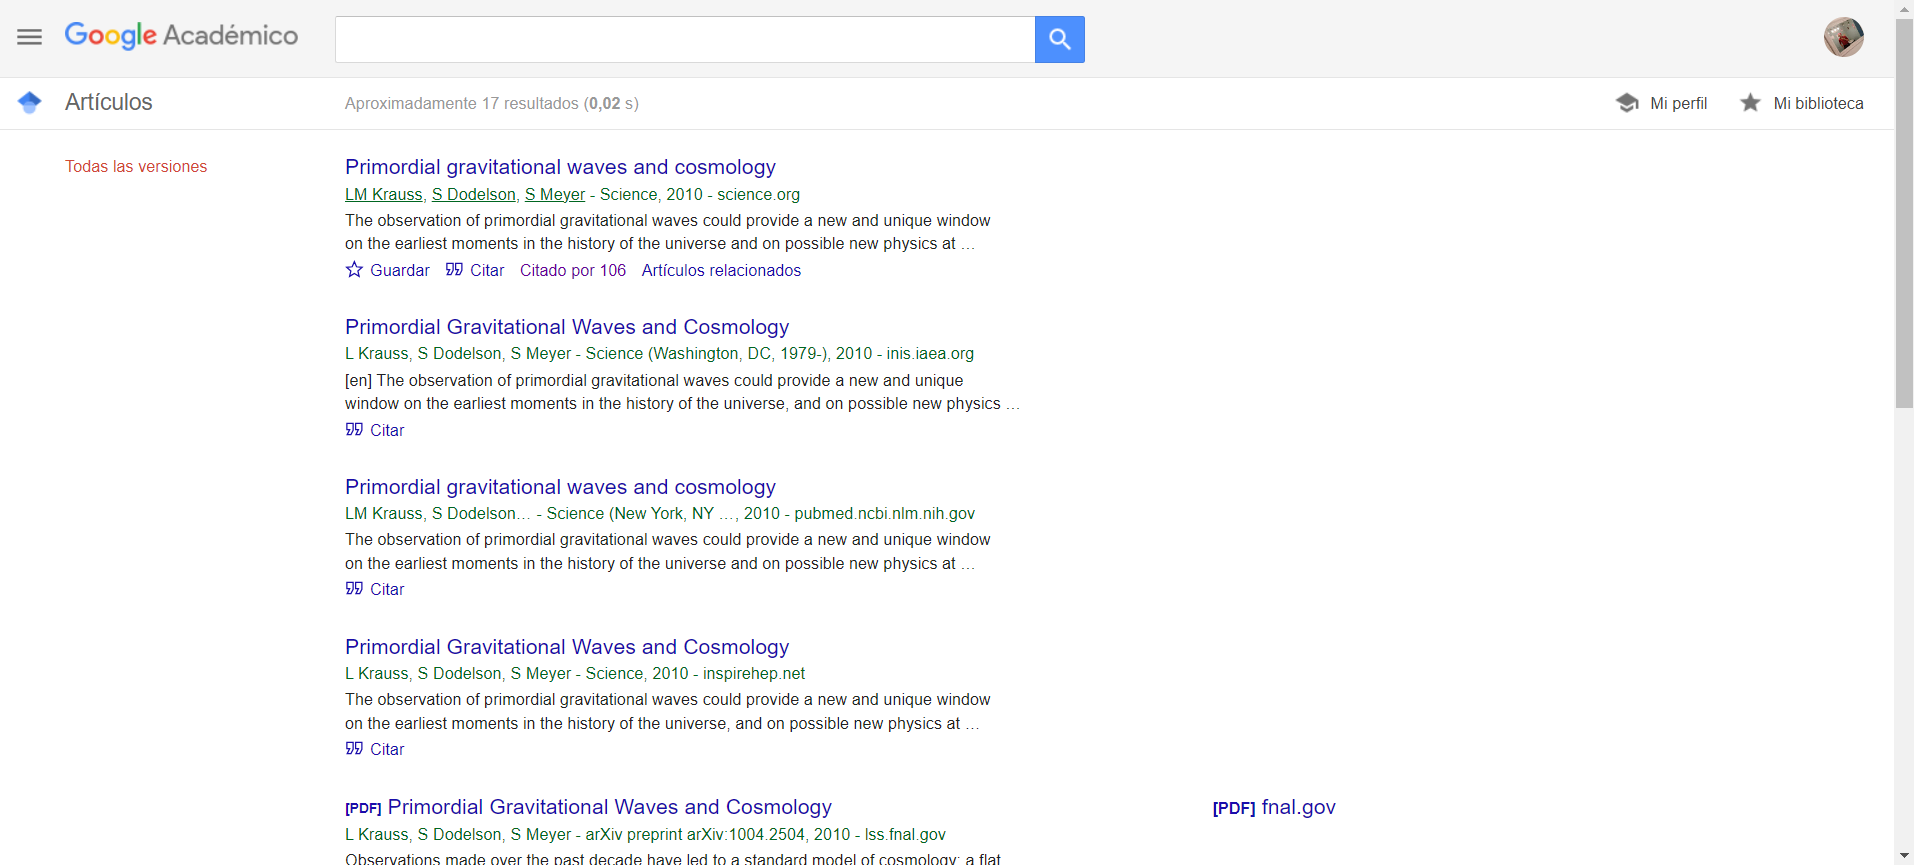 Google Académico
Artículos
Aproximadamente 17 resultados (0,02 s)
Mi perfil
Mi biblioteca
Todas las versiones
Primordial gravitational waves and cosmology
LM Krauss, S Dodelson, S Meyer - Science, 2010 - science.org
The observation of primordial gravitational waves could provide a new and unique window
on the earliest moments in the history of the universe and on possible new physics at …
Guardar Citar Citado por 106 Artículos relacionados
Primordial Gravitational Waves and Cosmology
L Krauss, S Dodelson, S Meyer - Science (Washington, DC, 1979-), 2010 - inis.iaea.org
[en] The observation of primordial gravitational waves could provide a new and unique
window on the earliest moments in the history of the universe, and on possible new physics …
Citar
Primordial gravitational waves and cosmology
LM Krauss, S Dodelson… - Science (New York, NY …, 2010 - pubmed.ncbi.nlm.nih.gov
The observation of primordial gravitational waves could provide a new and unique window
on the earliest moments in the history of the universe and on possible new physics at …
Citar
Primordial Gravitational Waves and Cosmology
L Krauss, S Dodelson, S Meyer - Science, 2010 - inspirehep.net
The observation of primordial gravitational waves could provide a new and unique window
on the earliest moments in the history of the universe, and on possible new physics at …
Citar
[PDF] Primordial Gravitational Waves and Cosmology
[PDF] fnal.gov
L Krauss, S Dodelson, S Meyer - arXiv preprint arXiv:1004.2504, 2010 - lss.fnal.gov
Observations made over the past decade have led to a standard model of cosmology: a flat